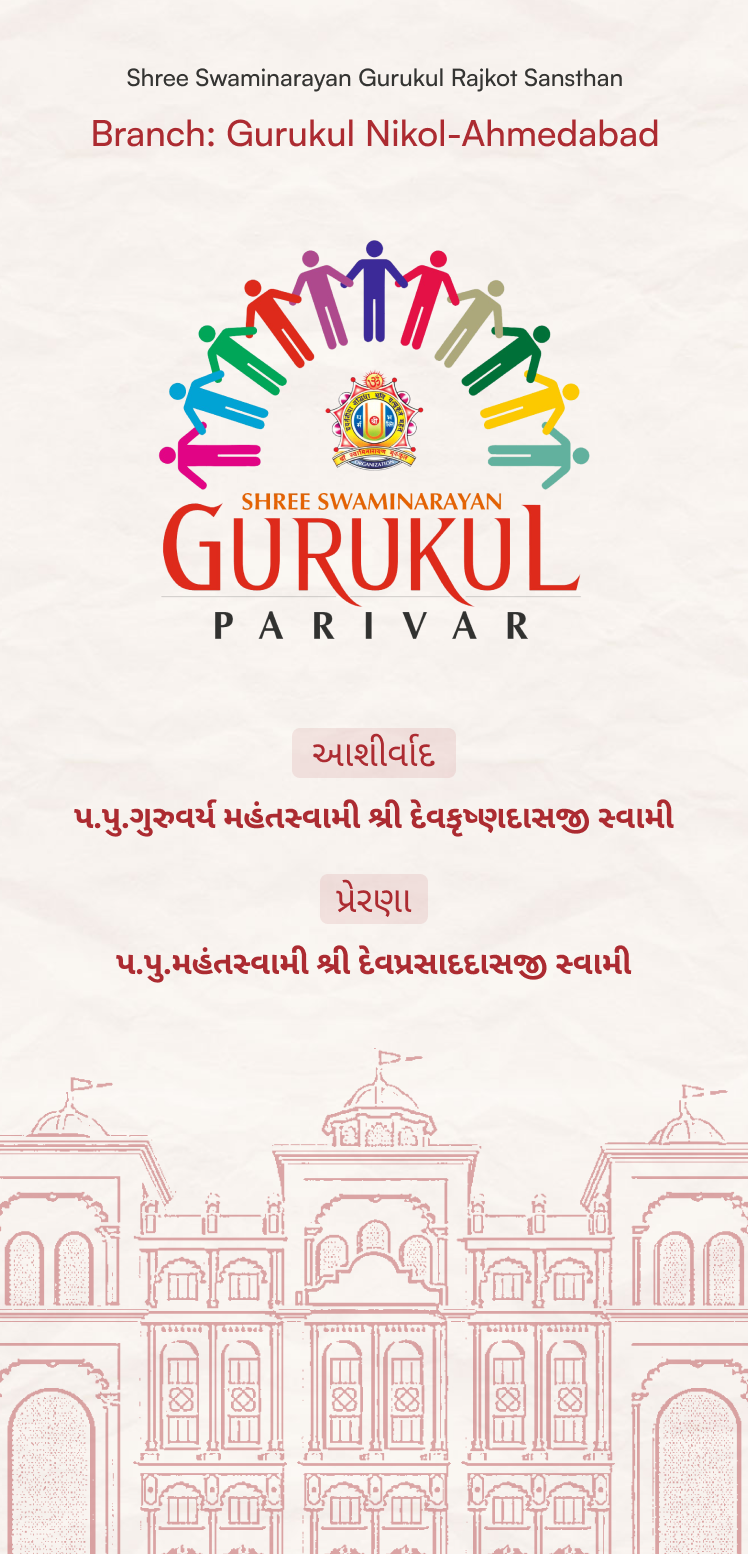 Shree Swaminarayan Gurukul Rajkot Sansthan
Branch: Gurukul Nikol-Ahmedabad
ORGANIZATION
SHREE SWAMINARAYAN
GURUKUL
PARIVAR
આશીર્વાદ
પ.પુ.ગુરુવર્ય મહંતસ્વામી શ્રી દેવકૃષ્ણદાસજી સ્વામી
પ્રેરણા
પ.પુ.મહંતસ્વામી શ્રી દેવપ્રસાદદાસજી સ્વામી